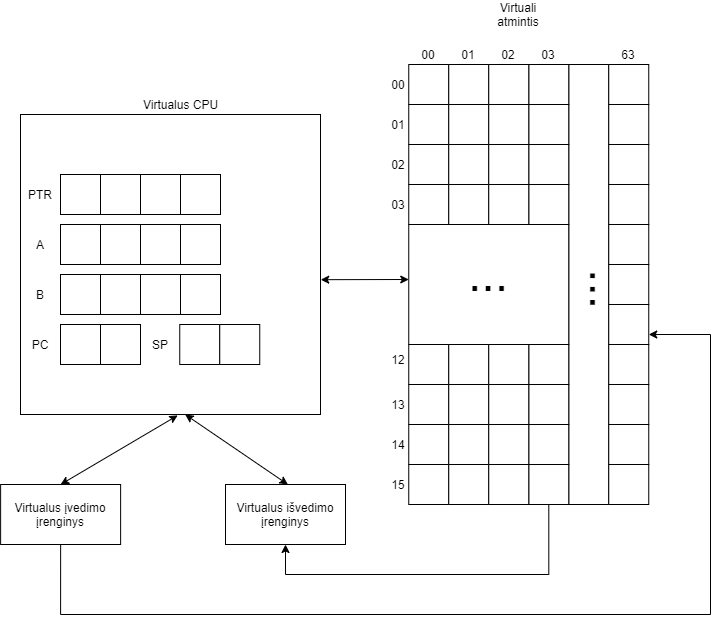 Virtuali
atmintis
00 01 02 03 63
00
01
02
03
...
12
13
14
15
Virtualus CPU
PTR
A
B
PC SP
Virtualus įvedimo
įrenginys
Virtualus išvedimo
įrenginys